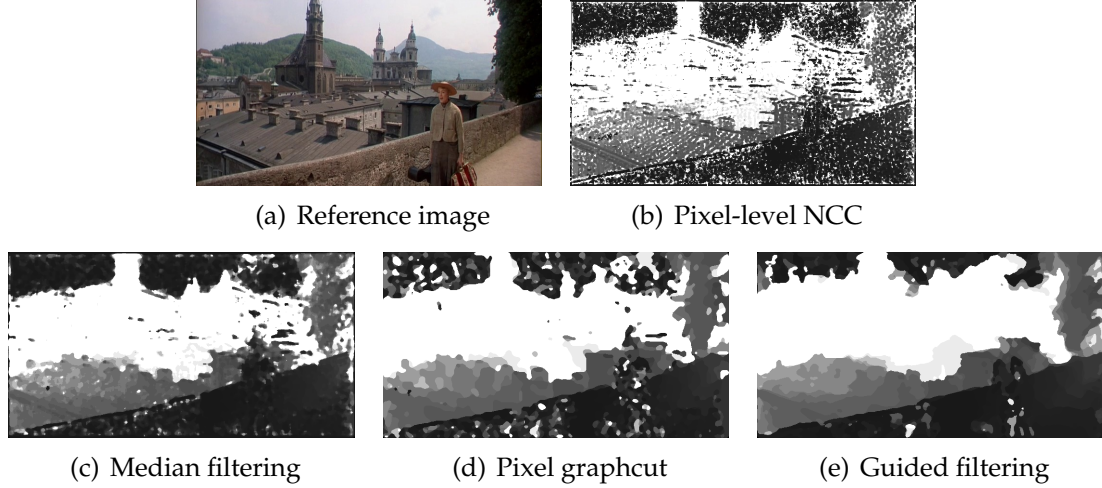 (a) Reference image
(b) Pixel-level NCC
(c) Median filtering
(d) Pixel graphcut
(e) Guided filtering